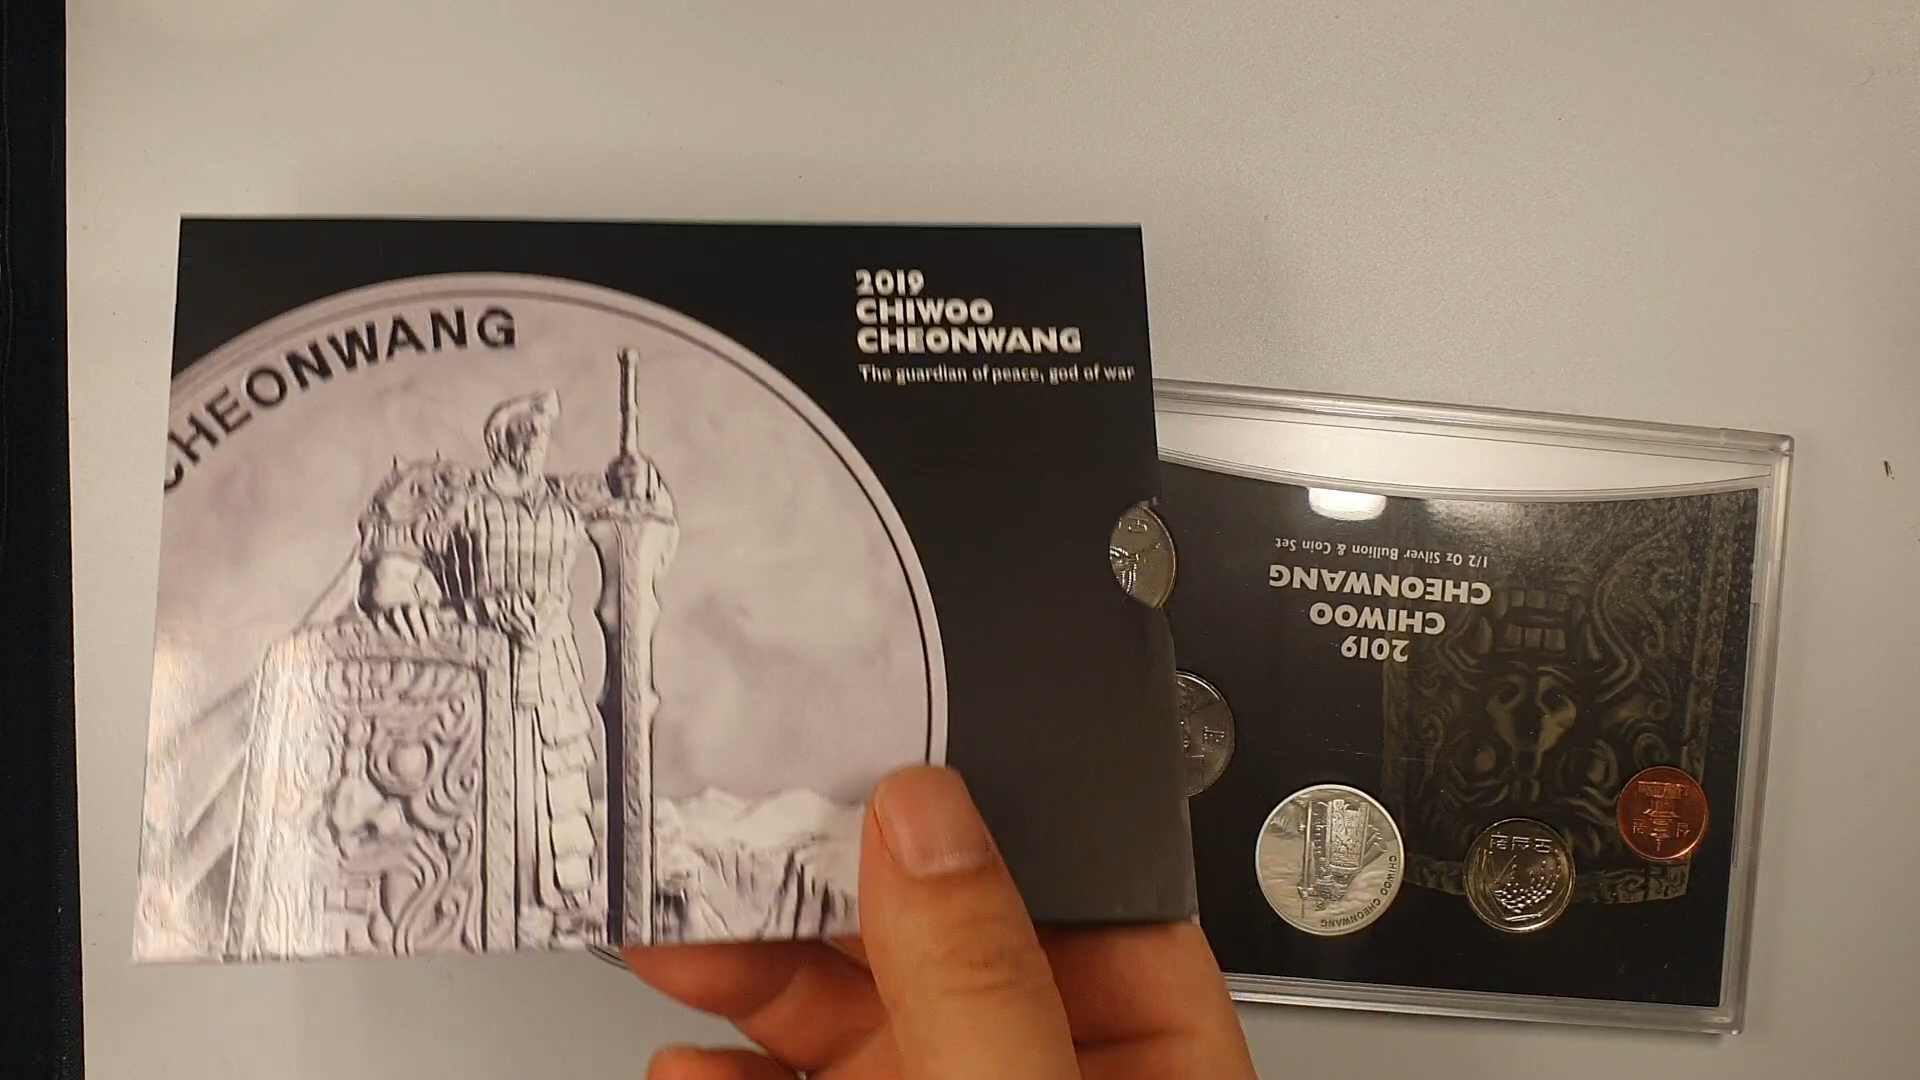 2019
CHIWOO
CHEONWANG
The guardian of peace, god of war
CHEONWANG
2019
CHIWOO
CHEONWANG
1/2 Oz Silver Bullion & Coin Set
CHIWOO CHEONWANG